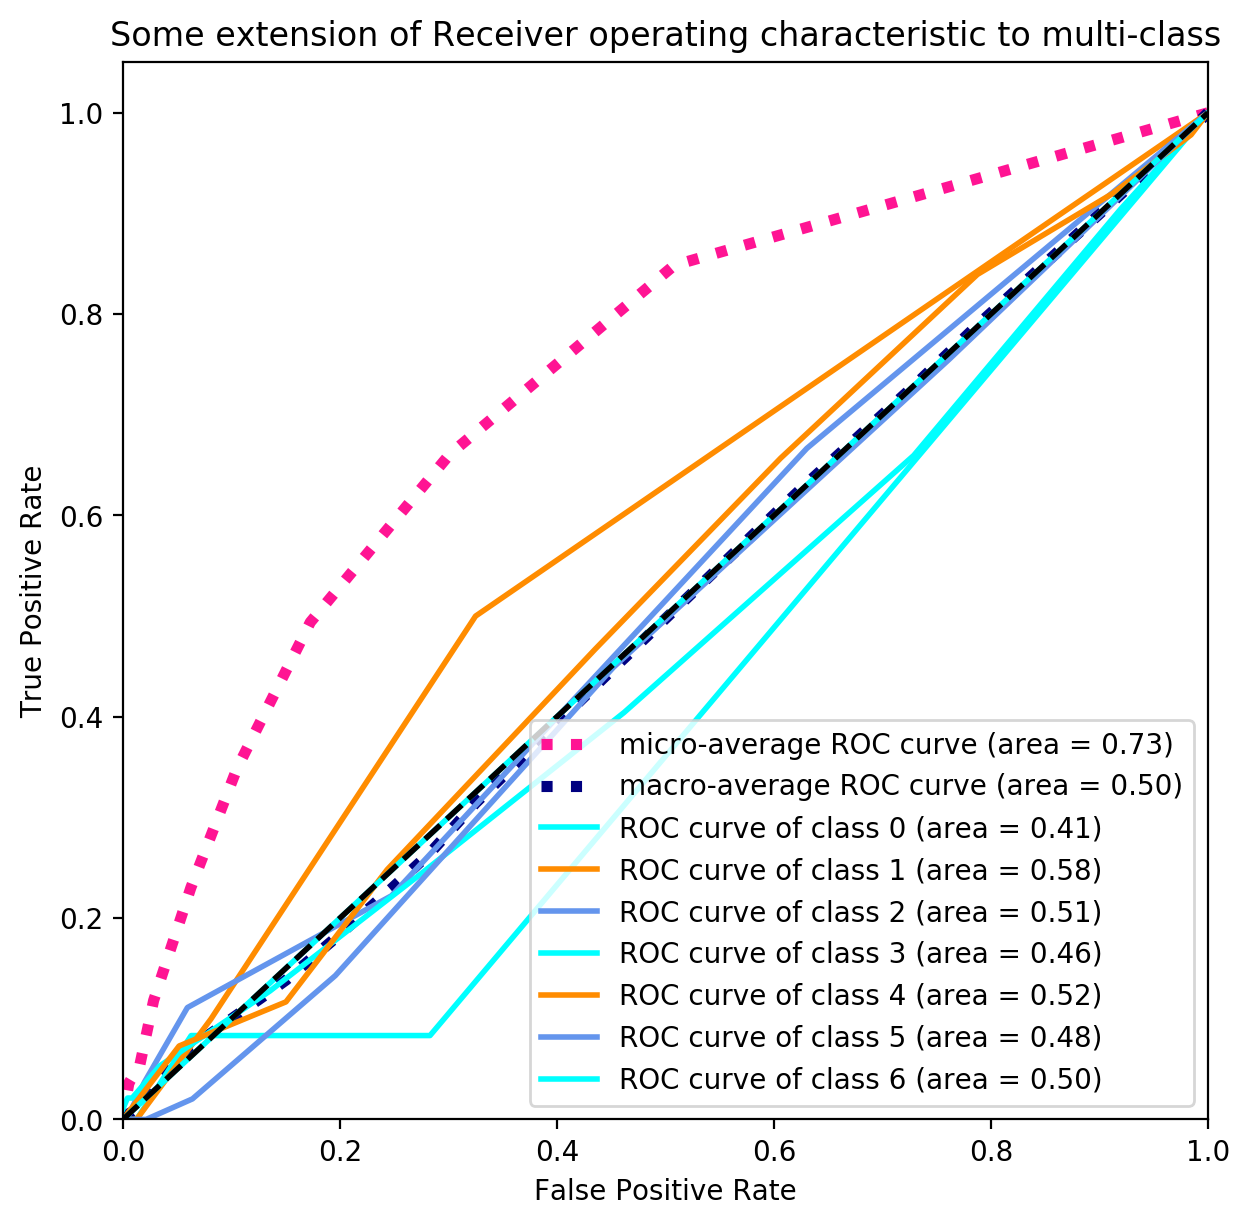 Some extension of Receiver operating characteristic to multi-class
1.0
0.8
0.6
0.4
0.2
0.0
True Positive Rate
micro-average ROC curve (area = 0.73)
macro-average ROC curve (area = 0.50)
ROC curve of class 0 (area = 0.41)
ROC curve of class 1 (area = 0.58)
ROC curve of class 2 (area = 0.51)
ROC curve of class 3 (area = 0.46)
ROC curve of class 4 (area = 0.52)
ROC curve of class 5 (area = 0.48)
ROC curve of class 6 (area = 0.50)
0.0 0.2 0.4 0.6 0.8 1.0
False Positive Rate